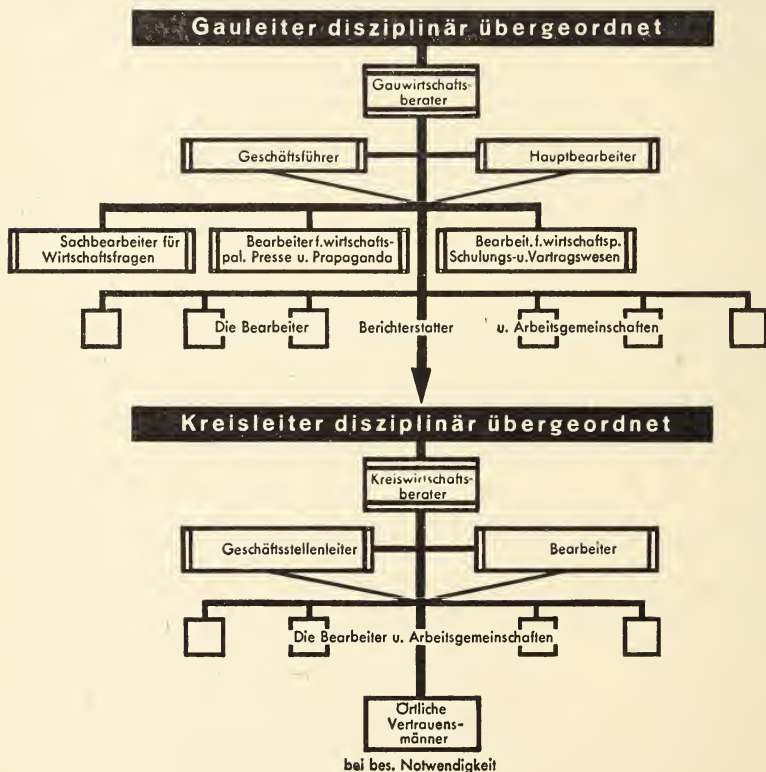 Gauleiter disziplinär übergeordnet
Gauwirtschafts-
berater
Geschäftsführer
Hauptbearbeiter
Sachbearbeiter für
Wirtschaftsfragen
Bearbeiter f. wirtschafts-
pol. Presse u. Propaganda
Bearbeit. f. wirtschaftsp.
Schulungs- u. Vortragswesen
Die Bearbeiter Berichterstatter u. Arbeitsgemeinschaften
Kreisleiter disziplinär übergeordnet
Kreiswirtschafts-
berater
Geschäftsstellenleiter
Bearbeiter
Die Bearbeiter u. Arbeitsgemeinschaften
Örtliche
Vertrauens-
männer
bei bes. Notwendigkeit